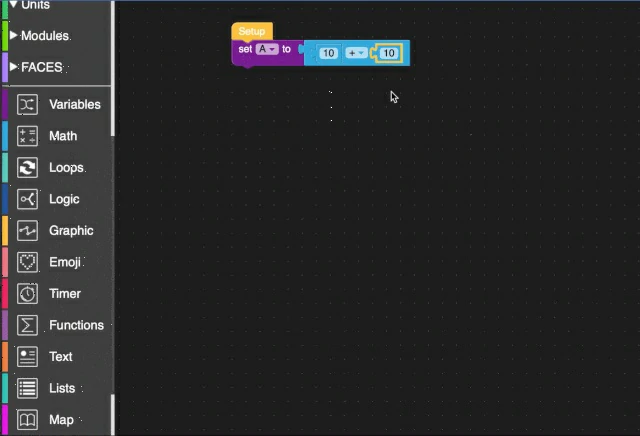 Units
Modules
FACES
Variables
Math
Loops
Logic
Graphic
Emoji
Timer
Functions
Text
Lists
Map
Setup
set A to 10 + 10